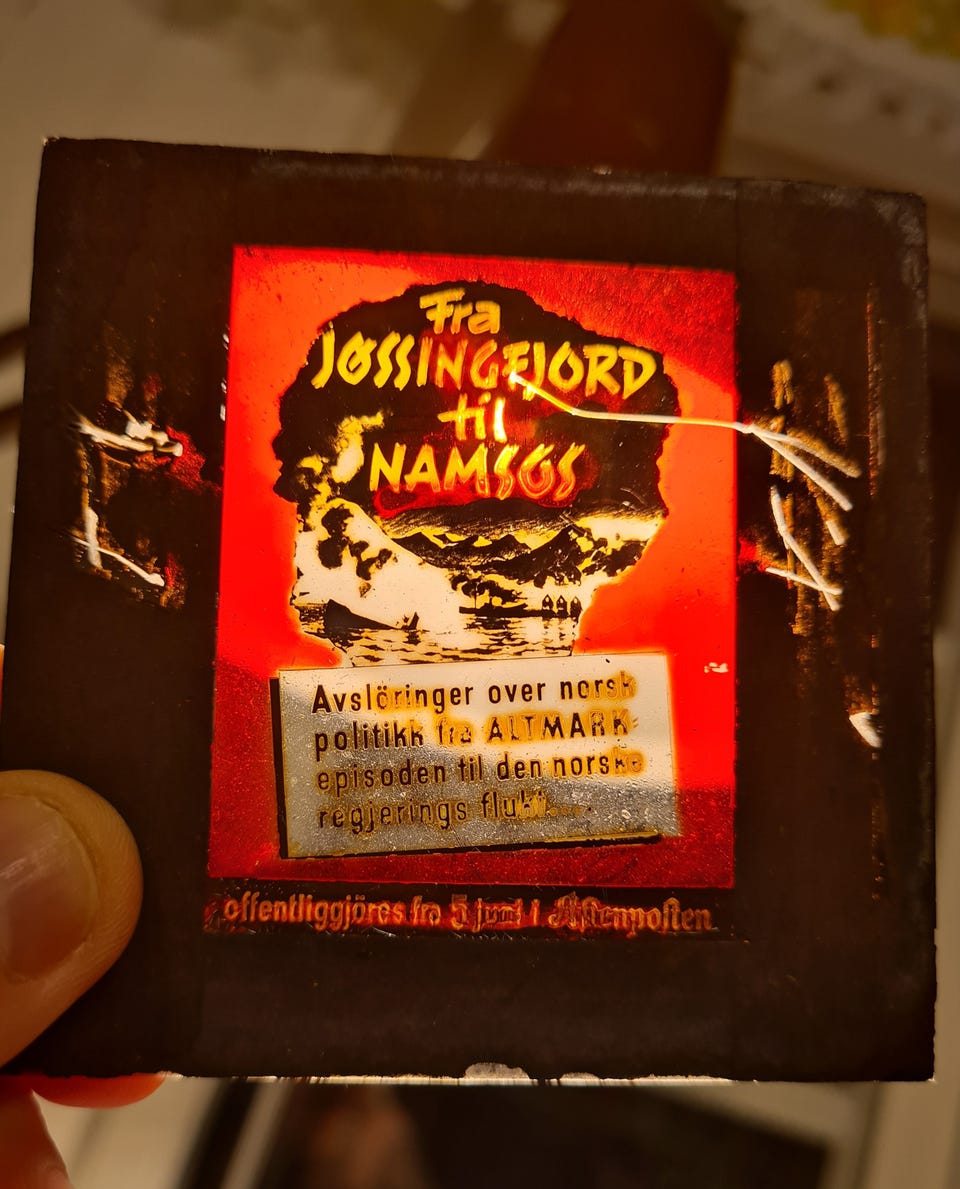 Fra
JØSSINGFJORD
til
NAMSOS
Avslöringer over norsk
politikk fra ALTMARK-
episoden til den norske
regjerings flukt....
offentliggjöres fra 5 juni i Aftenposten